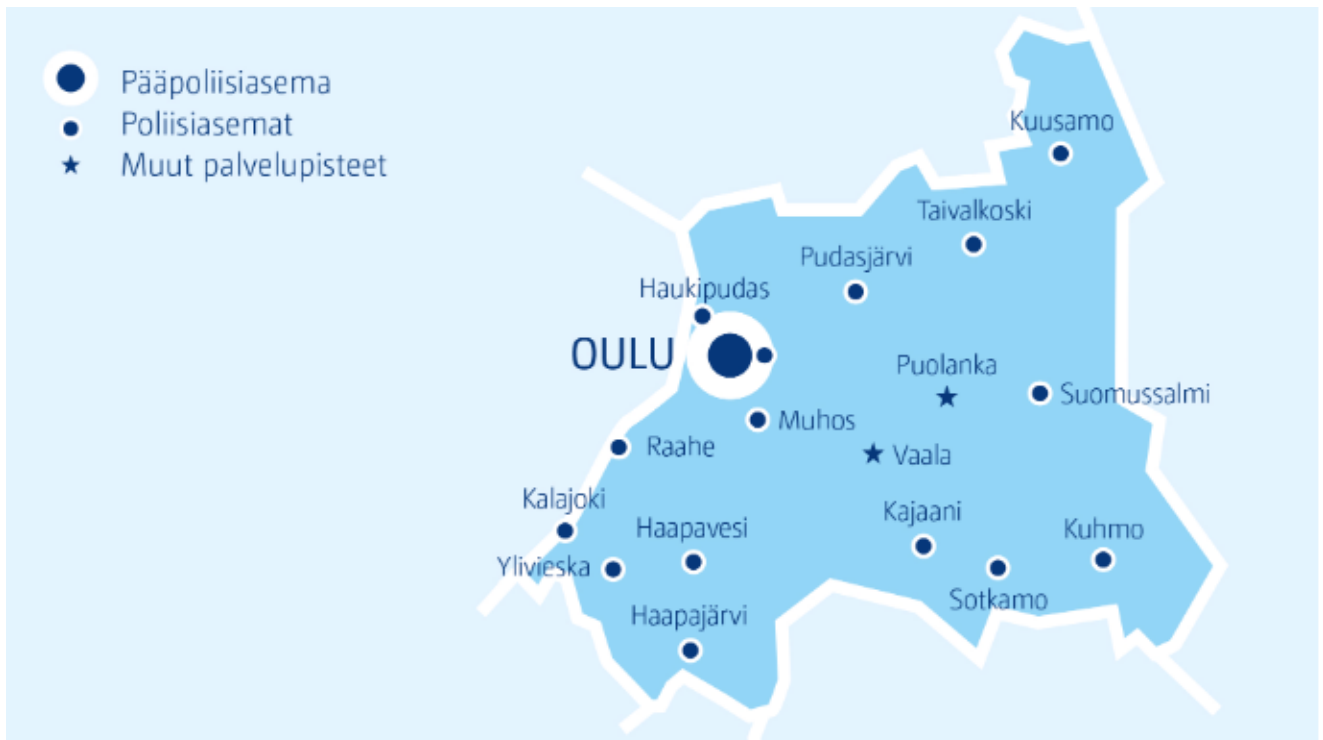 Pääpoliisiasema
Poliisiasemat
Muut palvelupisteet
Kuusamo
Taivalkoski
Pudasjärvi
Haukipudas
OULU
Puolanka
Suomussalmi
Muhos
Raahe
Vaala
Kalajoki
Haapavesi
Kajaani
Kuhmo
Ylivieska
Sotkamo
Haapajärvi